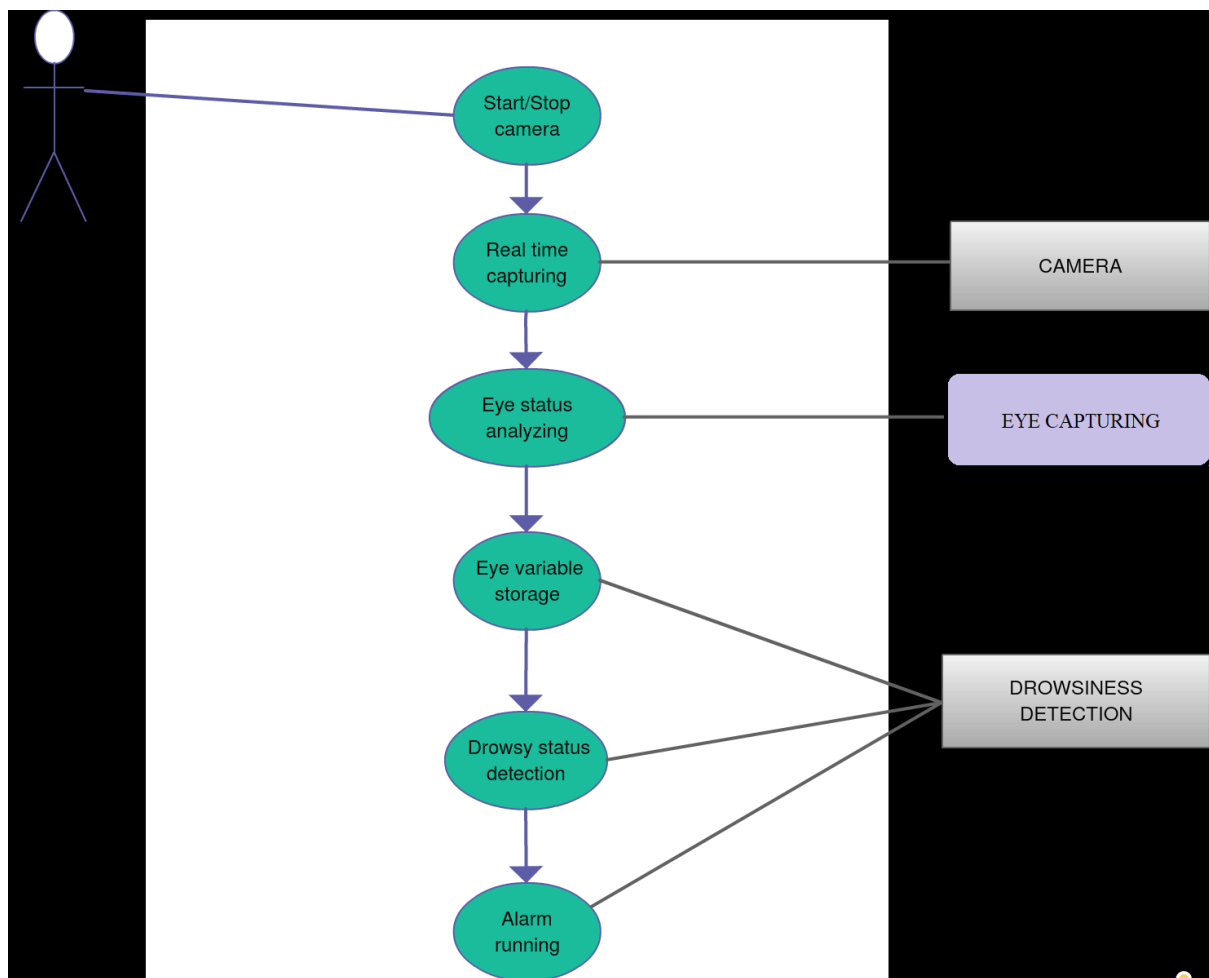 Start/Stop
camera
Real time
capturing
CAMERA
Eye status
analyzing
EYE CAPTURING
Eye variable
storage
DROWSINESS
DETECTION
Drowsy status
detection
Alarm
running